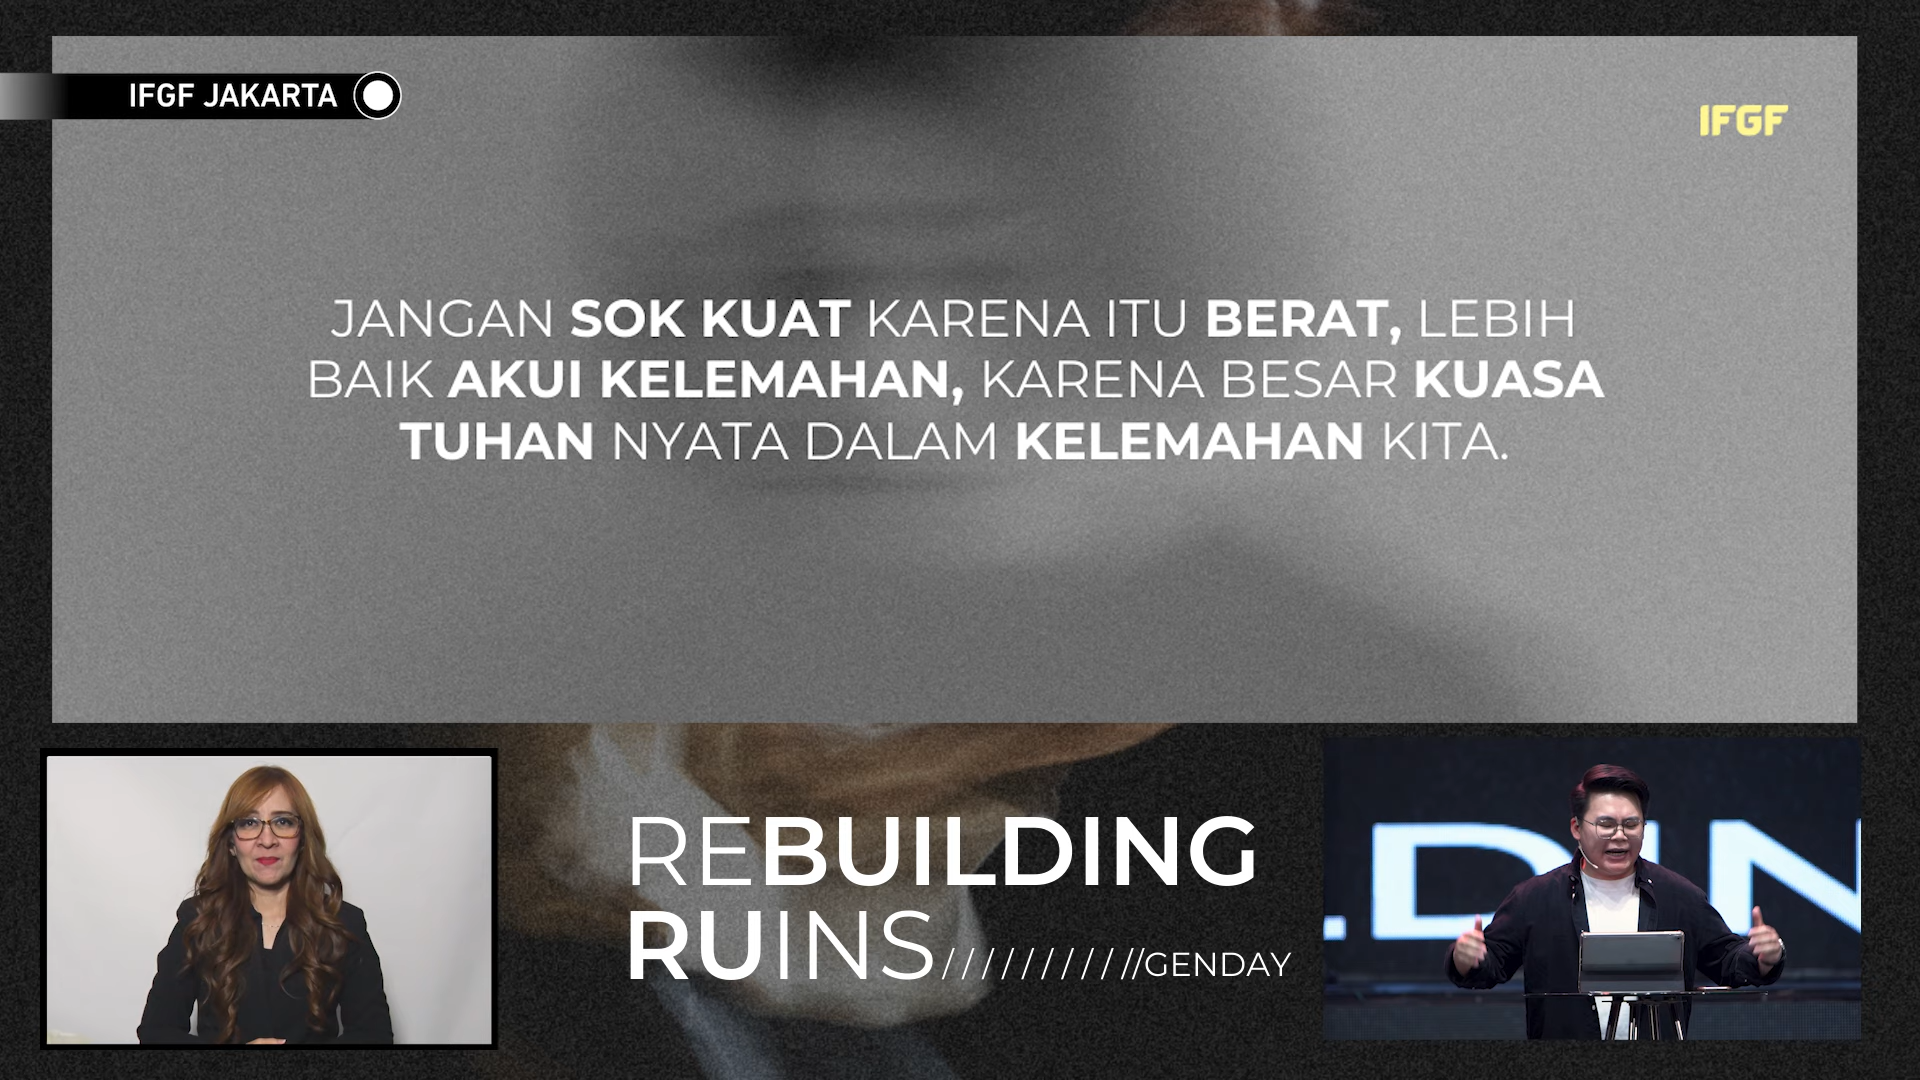 IFGF JAKARTA
IFGF
JANGAN SOK KUAT KARENA ITU BERAT, LEBIH
BAIK AKUI KELEMAHAN, KARENA BESAR KUASA
TUHAN NYATA DALAM KELEMAHAN KITA.
REBUILDING
RUINS////////////GENDAY
.DIN